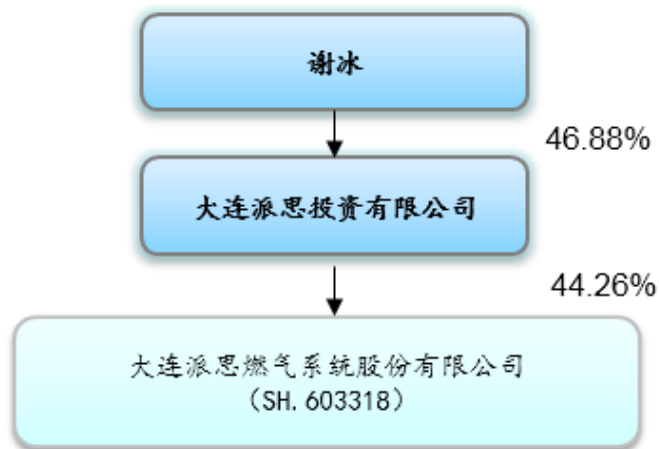 谢冰
46.88%
大连派思投资有限公司
44.26%
大连派思燃气系统股份有限公司
（SH.603318）